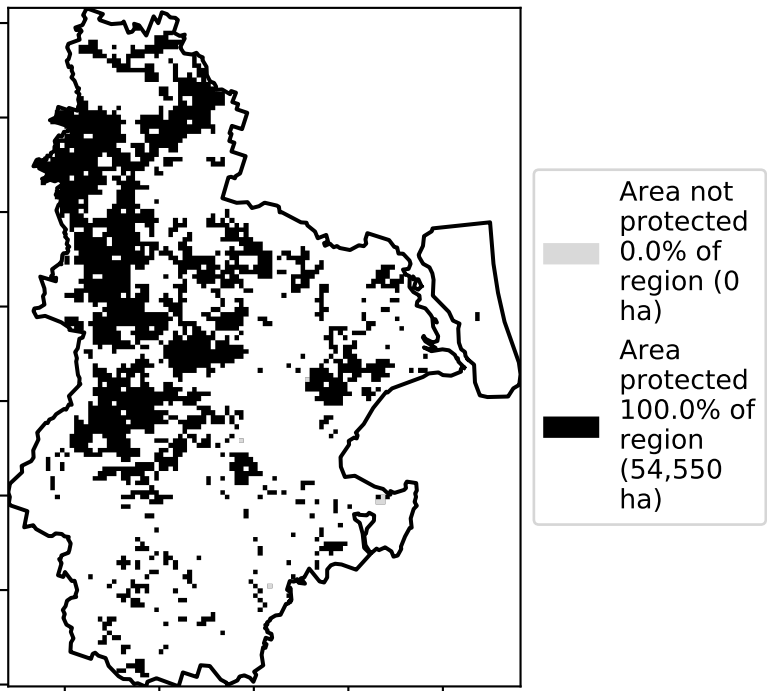 Area not
protected
0.0% of
region (0
ha)
Area
protected
100.0% of
region
(54,550
ha)